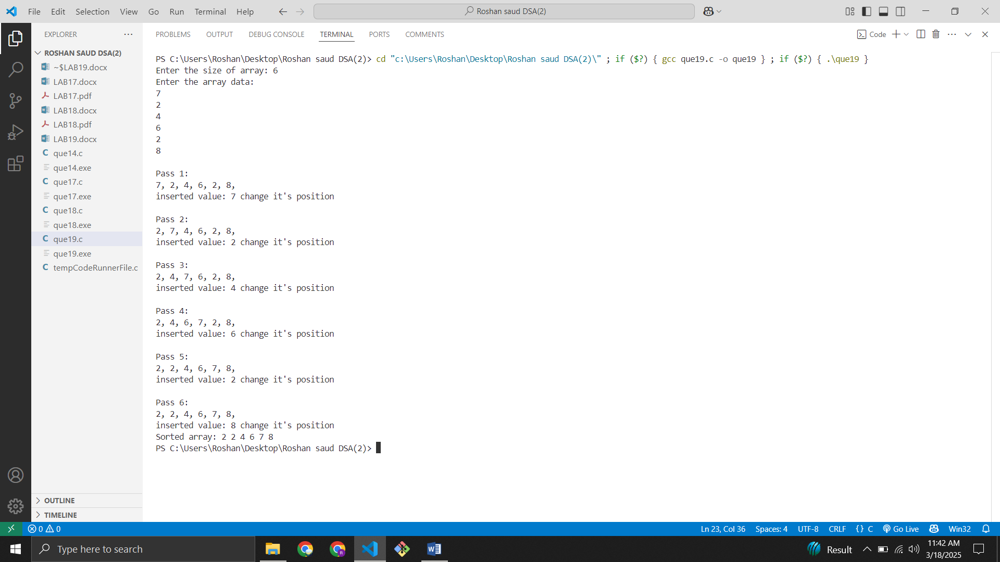 File Edit Selection View Go Run Terminal Help
Roshan saud DSA(2)
EXPLORER
ROSHAN SAUD DSA(2)
~$LAB19.docx
LAB17.docx
LAB17.pdf
LAB18.docx
LAB18.pdf
LAB19.docx
C que14.c
que14.exe
C que17.c
que17.exe
C que18.c
que18.exe
C que19.c
que19.exe
C tempCodeRunnerFile.c
OUTLINE
TIMELINE
PROBLEMS OUTPUT DEBUG CONSOLE TERMINAL PORTS COMMENTS
Code
PS C:\Users\Roshan\Desktop\Roshan saud DSA(2)> cd "c:\Users\Roshan\Desktop\Roshan saud DSA(2)\" ; if ($?) { gcc que19.c -o que19 } ; if ($?) { .\que19 }
Enter the size of array: 6
Enter the array data:
7
2
4
6
2
8
Pass 1:
7, 2, 4, 6, 2, 8,
inserted value: 7 change it's position
Pass 2:
2, 7, 4, 6, 2, 8,
inserted value: 2 change it's position
Pass 3:
2, 4, 7, 6, 2, 8,
inserted value: 4 change it's position
Pass 4:
2, 4, 6, 7, 2, 8,
inserted value: 6 change it's position
Pass 5:
2, 2, 4, 6, 7, 8,
inserted value: 2 change it's position
Pass 6:
2, 2, 4, 6, 7, 8,
inserted value: 8 change it's position
Sorted array: 2 2 4 6 7 8
PS C:\Users\Roshan\Desktop\Roshan saud DSA(2)>
0 0
Ln 23, Col 36 Spaces: 4 UTF-8 CRLF {} C Go Live Win32
Type here to search
Result
11:42 AM
3/18/2025